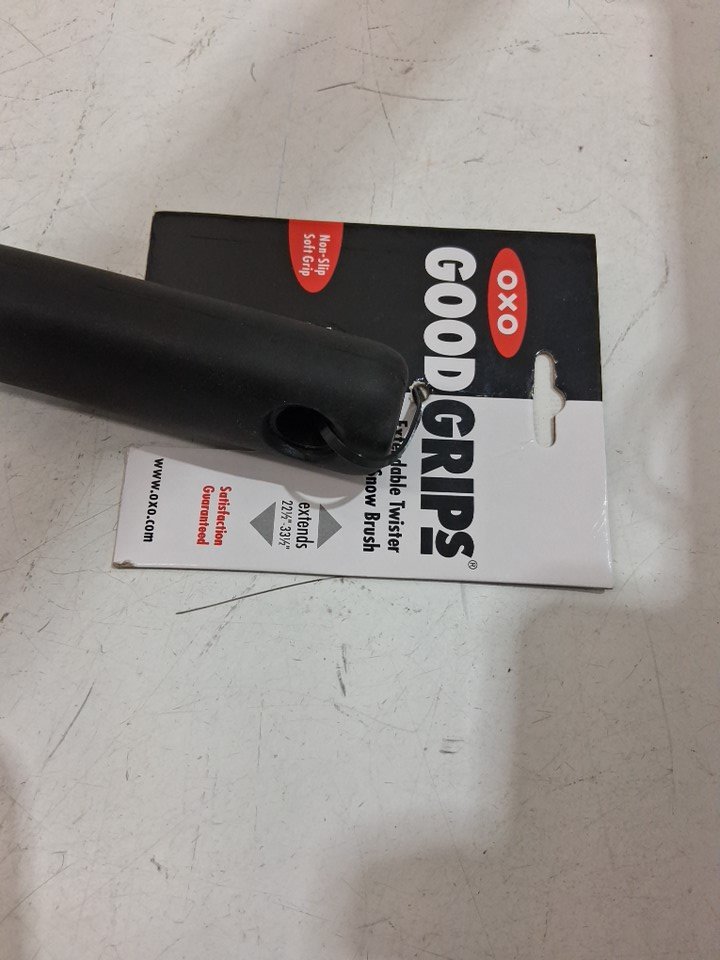 OXO
GOOD GRIPS®
dable Twister
Snow Brush
Non-Slip
Soft Grip
extends
22½"-33½"
Satisfaction
Guaranteed
www.oxo.com